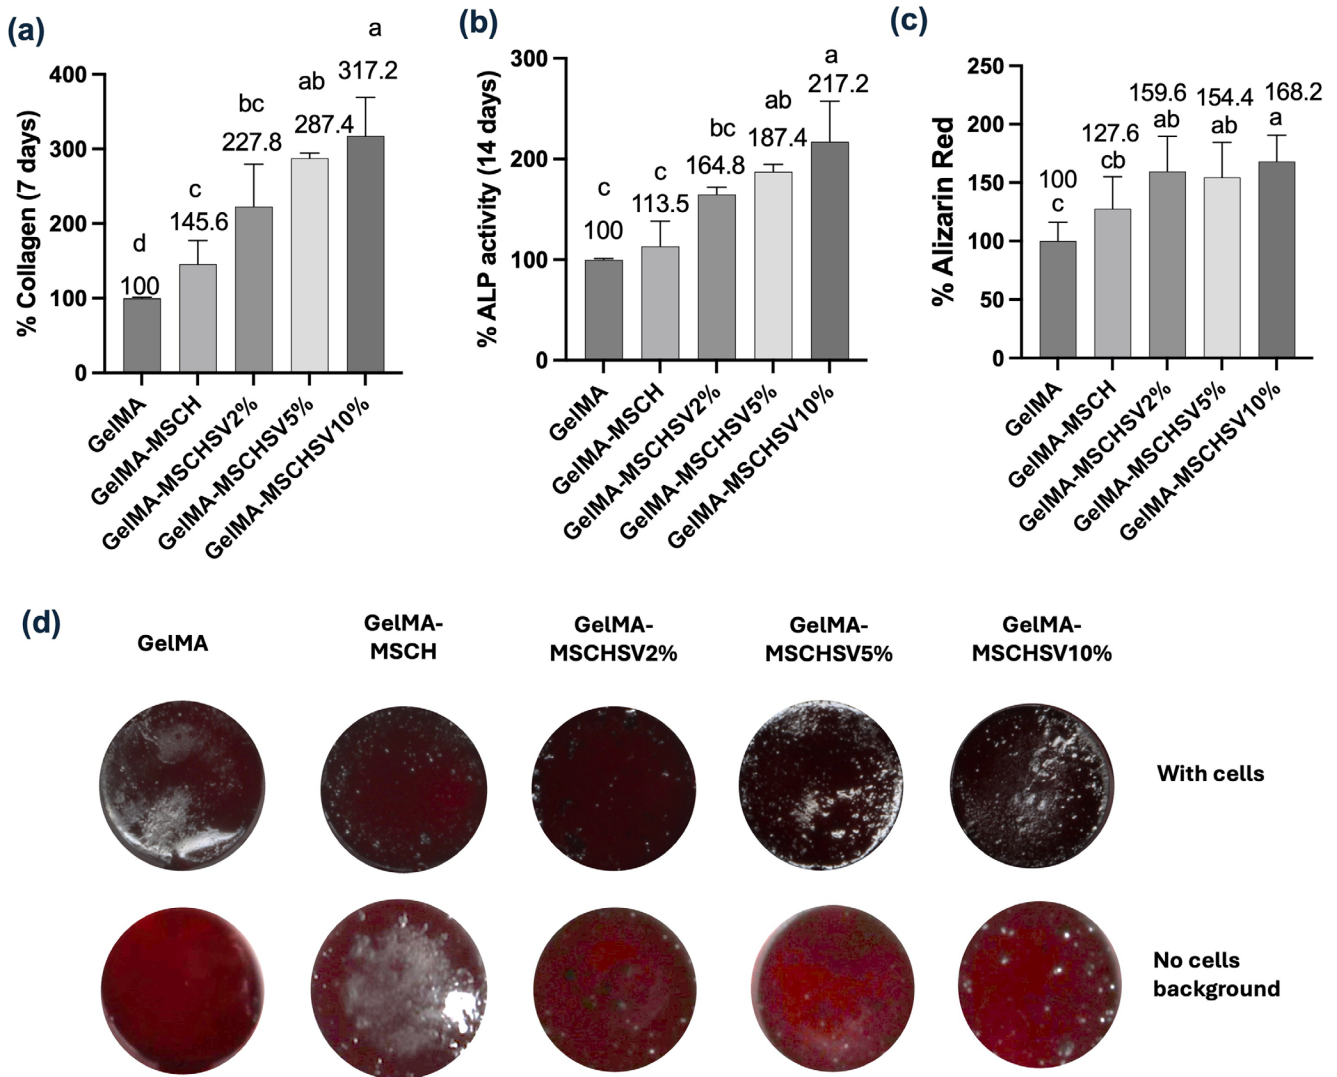 (a)
% Collagen (7 days)
400
300
200
100
0
d
100
c
145.6
bc
227.8
ab
287.4
a
317.2
GelMA
GelMA-MSCH
GelMA-MSCHSV2%
GelMA-MSCHSV5%
GelMA-MSCHSV10%
(b)
% ALP activity (14 days)
300
200
100
0
c
100
c
113.5
bc
164.8
ab
187.4
a
217.2
GelMA
GelMA-MSCH
GelMA-MSCHSV2%
GelMA-MSCHSV5%
GelMA-MSCHSV10%
(c)
% Alizarin Red
250
200
150
100
50
0
100
c
127.6
cb
159.6
ab
154.4
ab
168.2
a
GelMA
GelMA-MSCH
GelMA-MSCHSV2%
GelMA-MSCHSV5%
GelMA-MSCHSV10%
(d)
GelMA
GelMA-
MSCH
GelMA-
MSCHSV2%
GelMA-
MSCHSV5%
GelMA-
MSCHSV10%
With cells
No cells
background